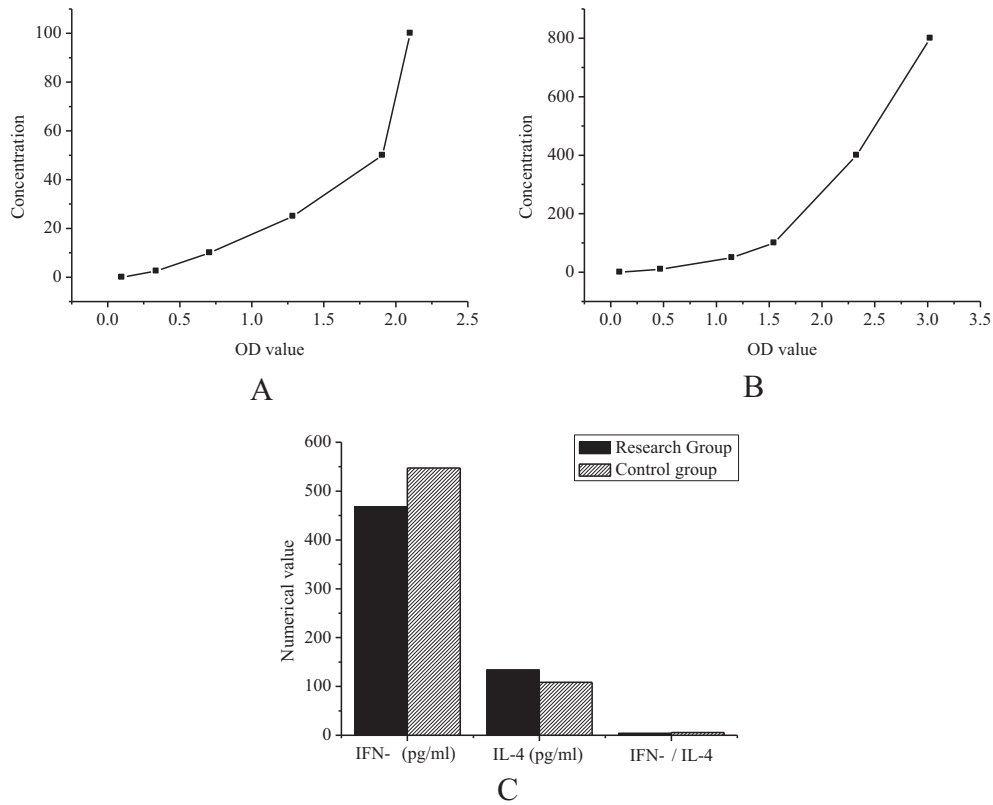 100
80
60
40
20
0
Concentration
0.0 0.5 1.0 1.5 2.0 2.5
OD value
A
800
600
400
200
0
Concentration
0.0 0.5 1.0 1.5 2.0 2.5 3.0 3.5
OD value
B
600
500
400
300
200
100
0
Numerical value
Research Group
Control group
IFN- (pg/ml) IL-4 (pg/ml) IFN- / IL-4
C